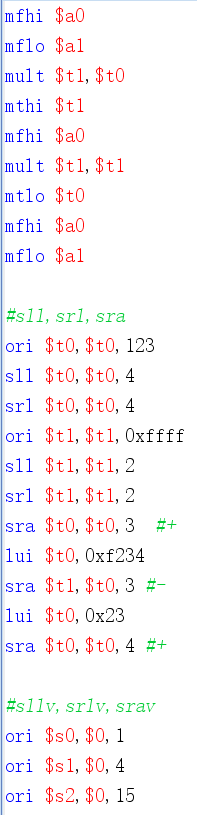 mfhi $a0
mflo $a1
mult $t1,$t0
mthi $t1
mfhi $a0
mult $t1,$t1
mtlo $t0
mfhi $a0
mflo $a1
#sll,srl,sra
ori $t0,$t0,123
sll $t0,$t0,4
srl $t0,$t0,4
ori $t1,$t1,0xffff
sll $t1,$t1,2
srl $t1,$t1,2
sra $t0,$t0,3  #+
lui $t0,0xf234
sra $t1,$t0,3 #-
lui $t0,0x23
sra $t0,$t0,4 #+
#sllv,srlv,srav
ori $s0,$0,1
ori $s1,$0,4
ori $s2,$0,15